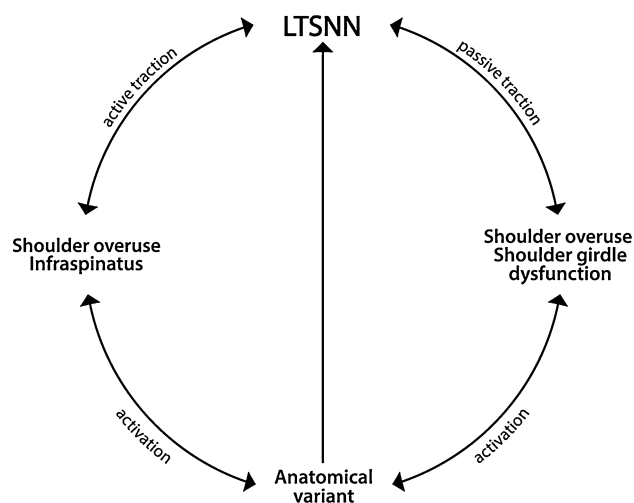 LTSNN
active traction
passive traction
Shoulder overuse
Infraspinatus
Shoulder overuse
Shoulder girdle
dysfunction
activation
activation
Anatomical
variant